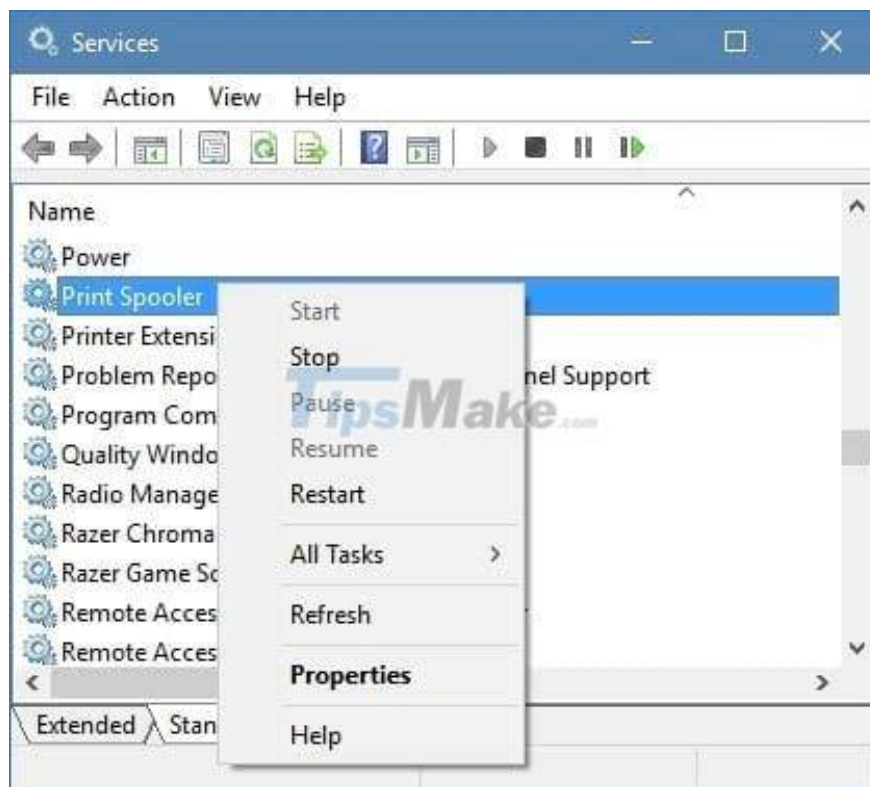 Services
File Action View Help
Name
Power
Print Spooler
Printer Extensi
Problem Repo nel Support
Program Com
Quality Windo
Radio Manage
Razer Chroma
Razer Game Sc
Remote Acces
Remote Acces
Extended Stan
Start
Stop
Pause
Resume
Restart
All Tasks
Refresh
Properties
Help
TipsMake.com